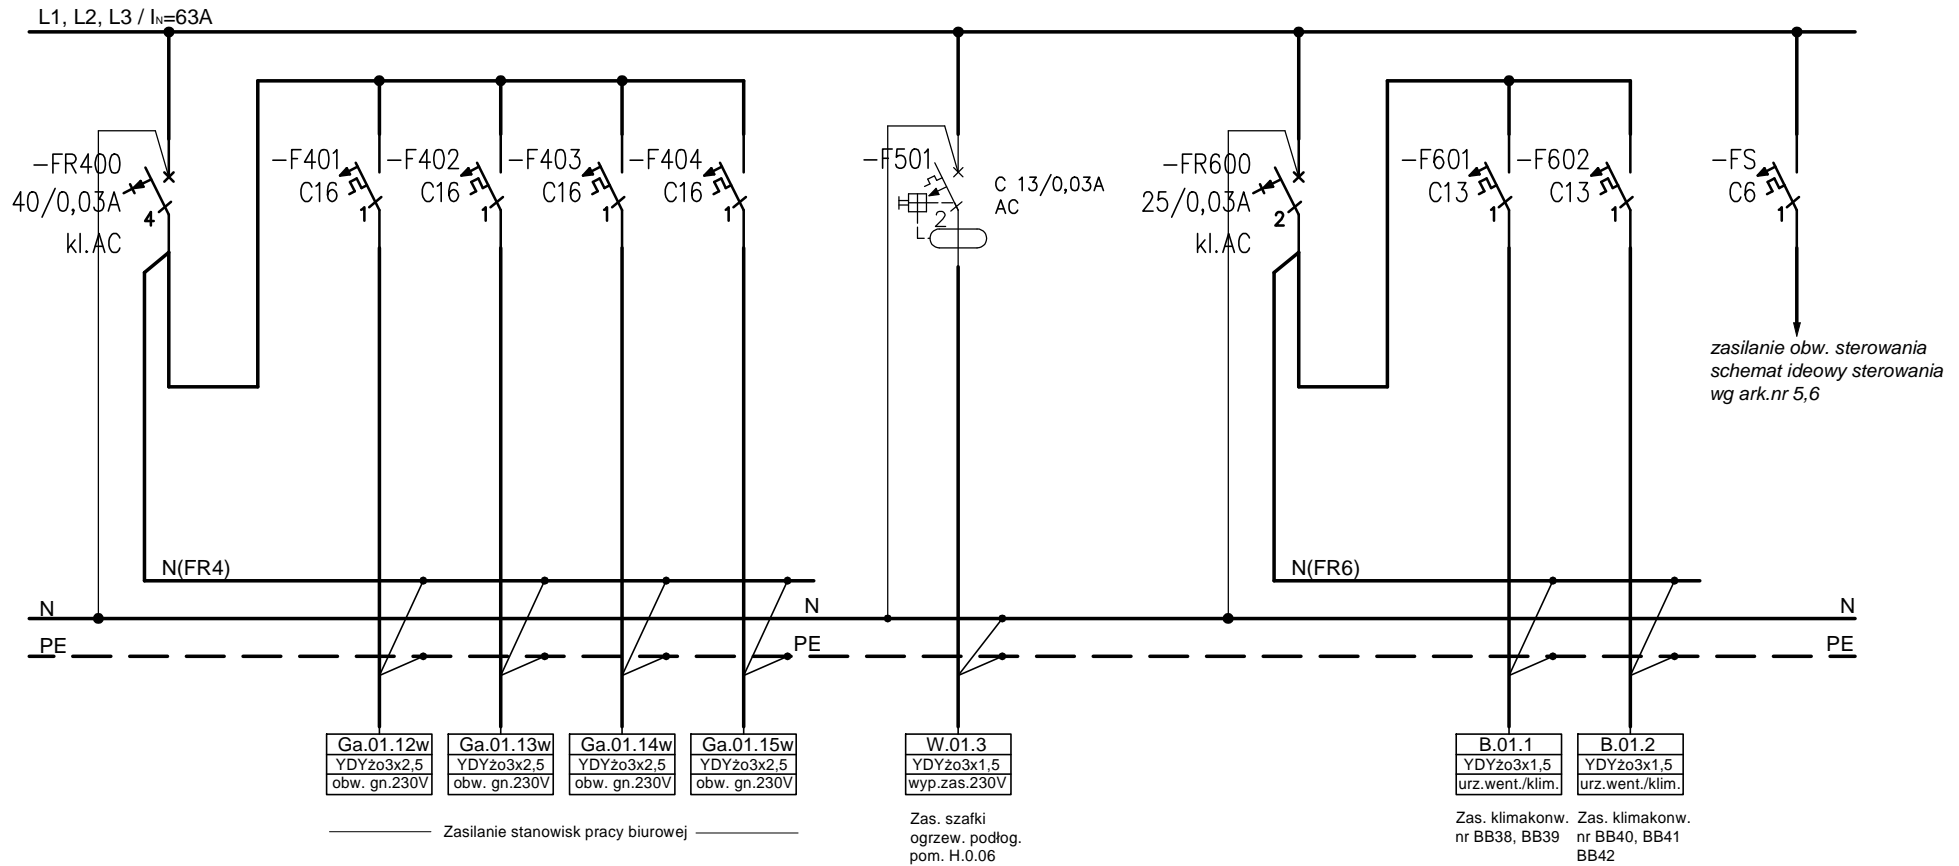 L1, L2, L3 / IN=63A
-FR400
40/0,03A
kl.AC
4
-F401
C16
1
-F402
C16
1
-F403
C16
1
-F404
C16
1
-F501
C 13/0,03A
AC
2
-FR600
25/0,03A
kl.AC
2
-F601
C13
1
-F602
C13
1
-FS
C6
1
zasilanie obw. sterowania
schemat ideowy sterowania
wg ark.nr 5,6
N(FR4)
N(FR6)
N
N
N
PE
PE
PE
Ga.01.12w
YDYżo3x2,5
obw. gn.230V
Ga.01.13w
YDYżo3x2,5
obw. gn.230V
Ga.01.14w
YDYżo3x2,5
obw. gn.230V
Ga.01.15w
YDYżo3x2,5
obw. gn.230V
W.01.3
YDYżo3x1,5
wyp.zas.230V
B.01.1
YDYżo3x1,5
urz.went./klim.
B.01.2
YDYżo3x1,5
urz.went./klim.
Zasilanie stanowisk pracy biurowej
Zas. szafki
ogrzew. podłog.
pom. H.0.06
Zas. klimakonw.
nr BB38, BB39
Zas. klimakonw.
nr BB40, BB41
BB42